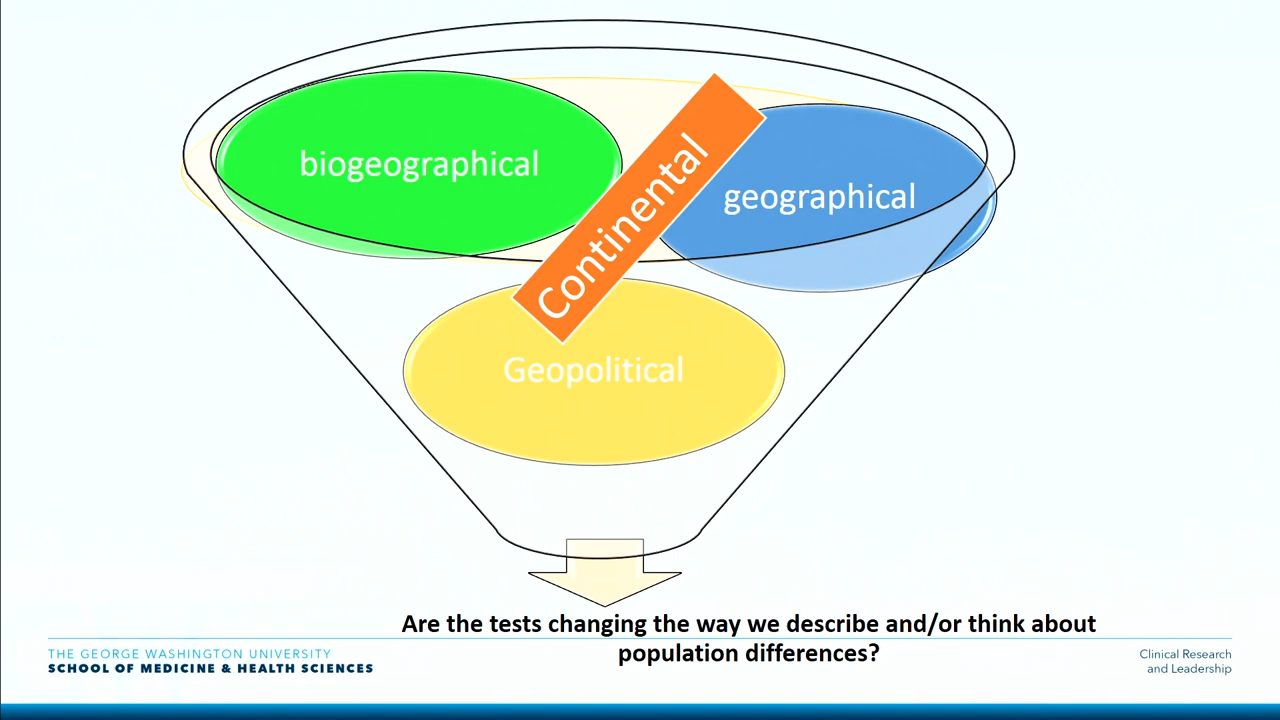 biogeographical
Continental
geographical
Geopolitical
Are the tests changing the way we describe and/or think about
population differences?
THE GEORGE WASHINGTON UNIVERSITY
SCHOOL OF MEDICINE & HEALTH SCIENCES
Clinical Research
and Leadership